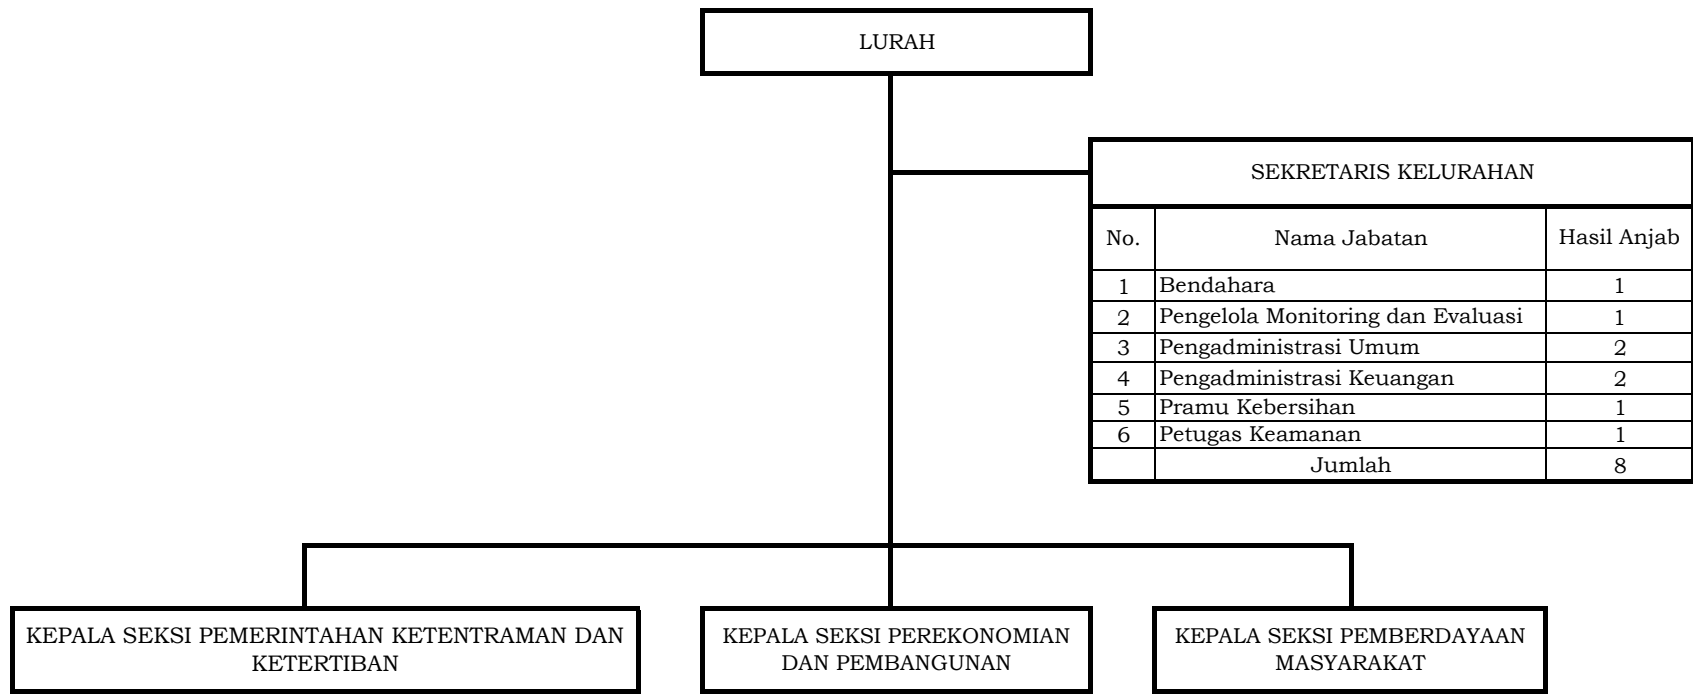 LURAH
SEKRETARIS KELURAHAN
No. Nama Jabatan Hasil Anjab
1 Bendahara 1
2 Pengelola Monitoring dan Evaluasi 1
3 Pengadministrasi Umum 2
4 Pengadministrasi Keuangan 2
5 Pramu Kebersihan 1
6 Petugas Keamanan 1
Jumlah 8
KEPALA SEKSI PEMERINTAHAN KETENTRAMAN DAN
KETERTIBAN
KEPALA SEKSI PEREKONOMIAN
DAN PEMBANGUNAN
KEPALA SEKSI PEMBERDAYAAN
MASYARAKAT